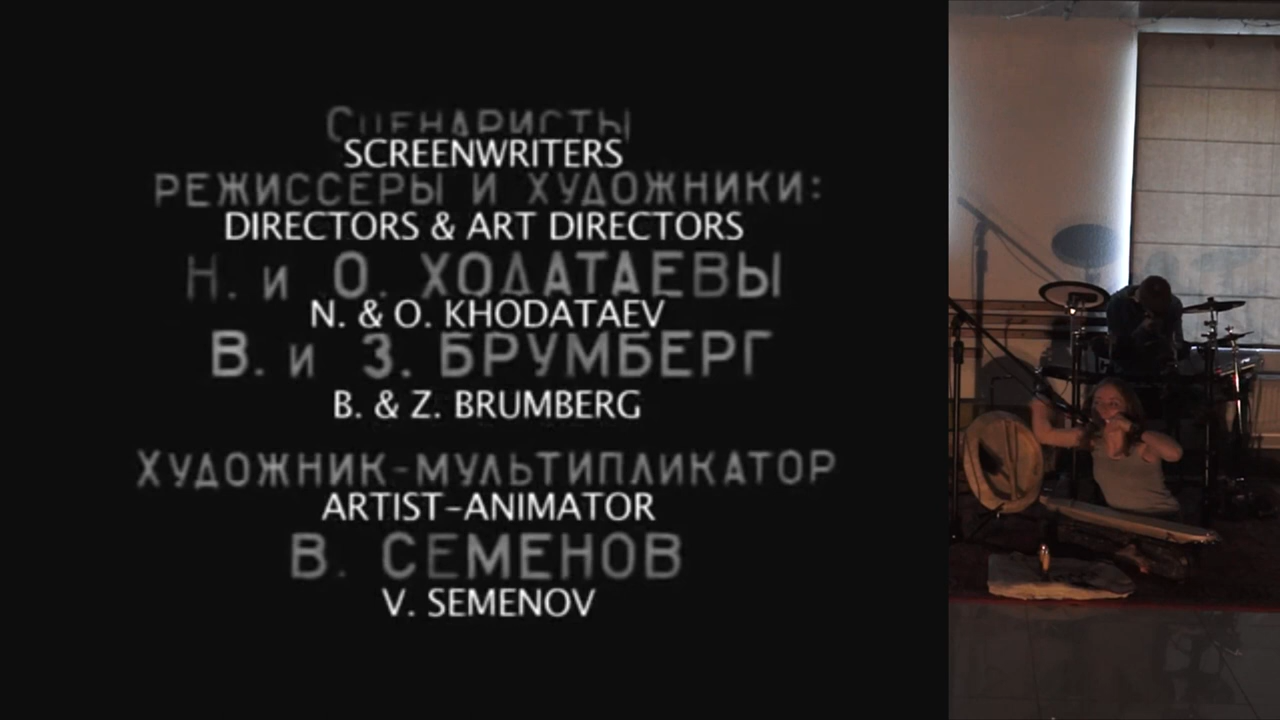 Сценаристы
SCREENWRITERS
РЕЖИССЕРЫ И ХУДОЖНИКИ:
DIRECTORS & ART DIRECTORS
Н. и О. ХОДАТАЕВЫ
N. & O. KHODATAEV
В. и З. БРУМБЕРГ
B. & Z. BRUMBERG
ХУДОЖНИК-МУЛЬТИПЛИКАТОР
ARTIST-ANIMATOR
В. СЕМЕНОВ
V. SEMENOV